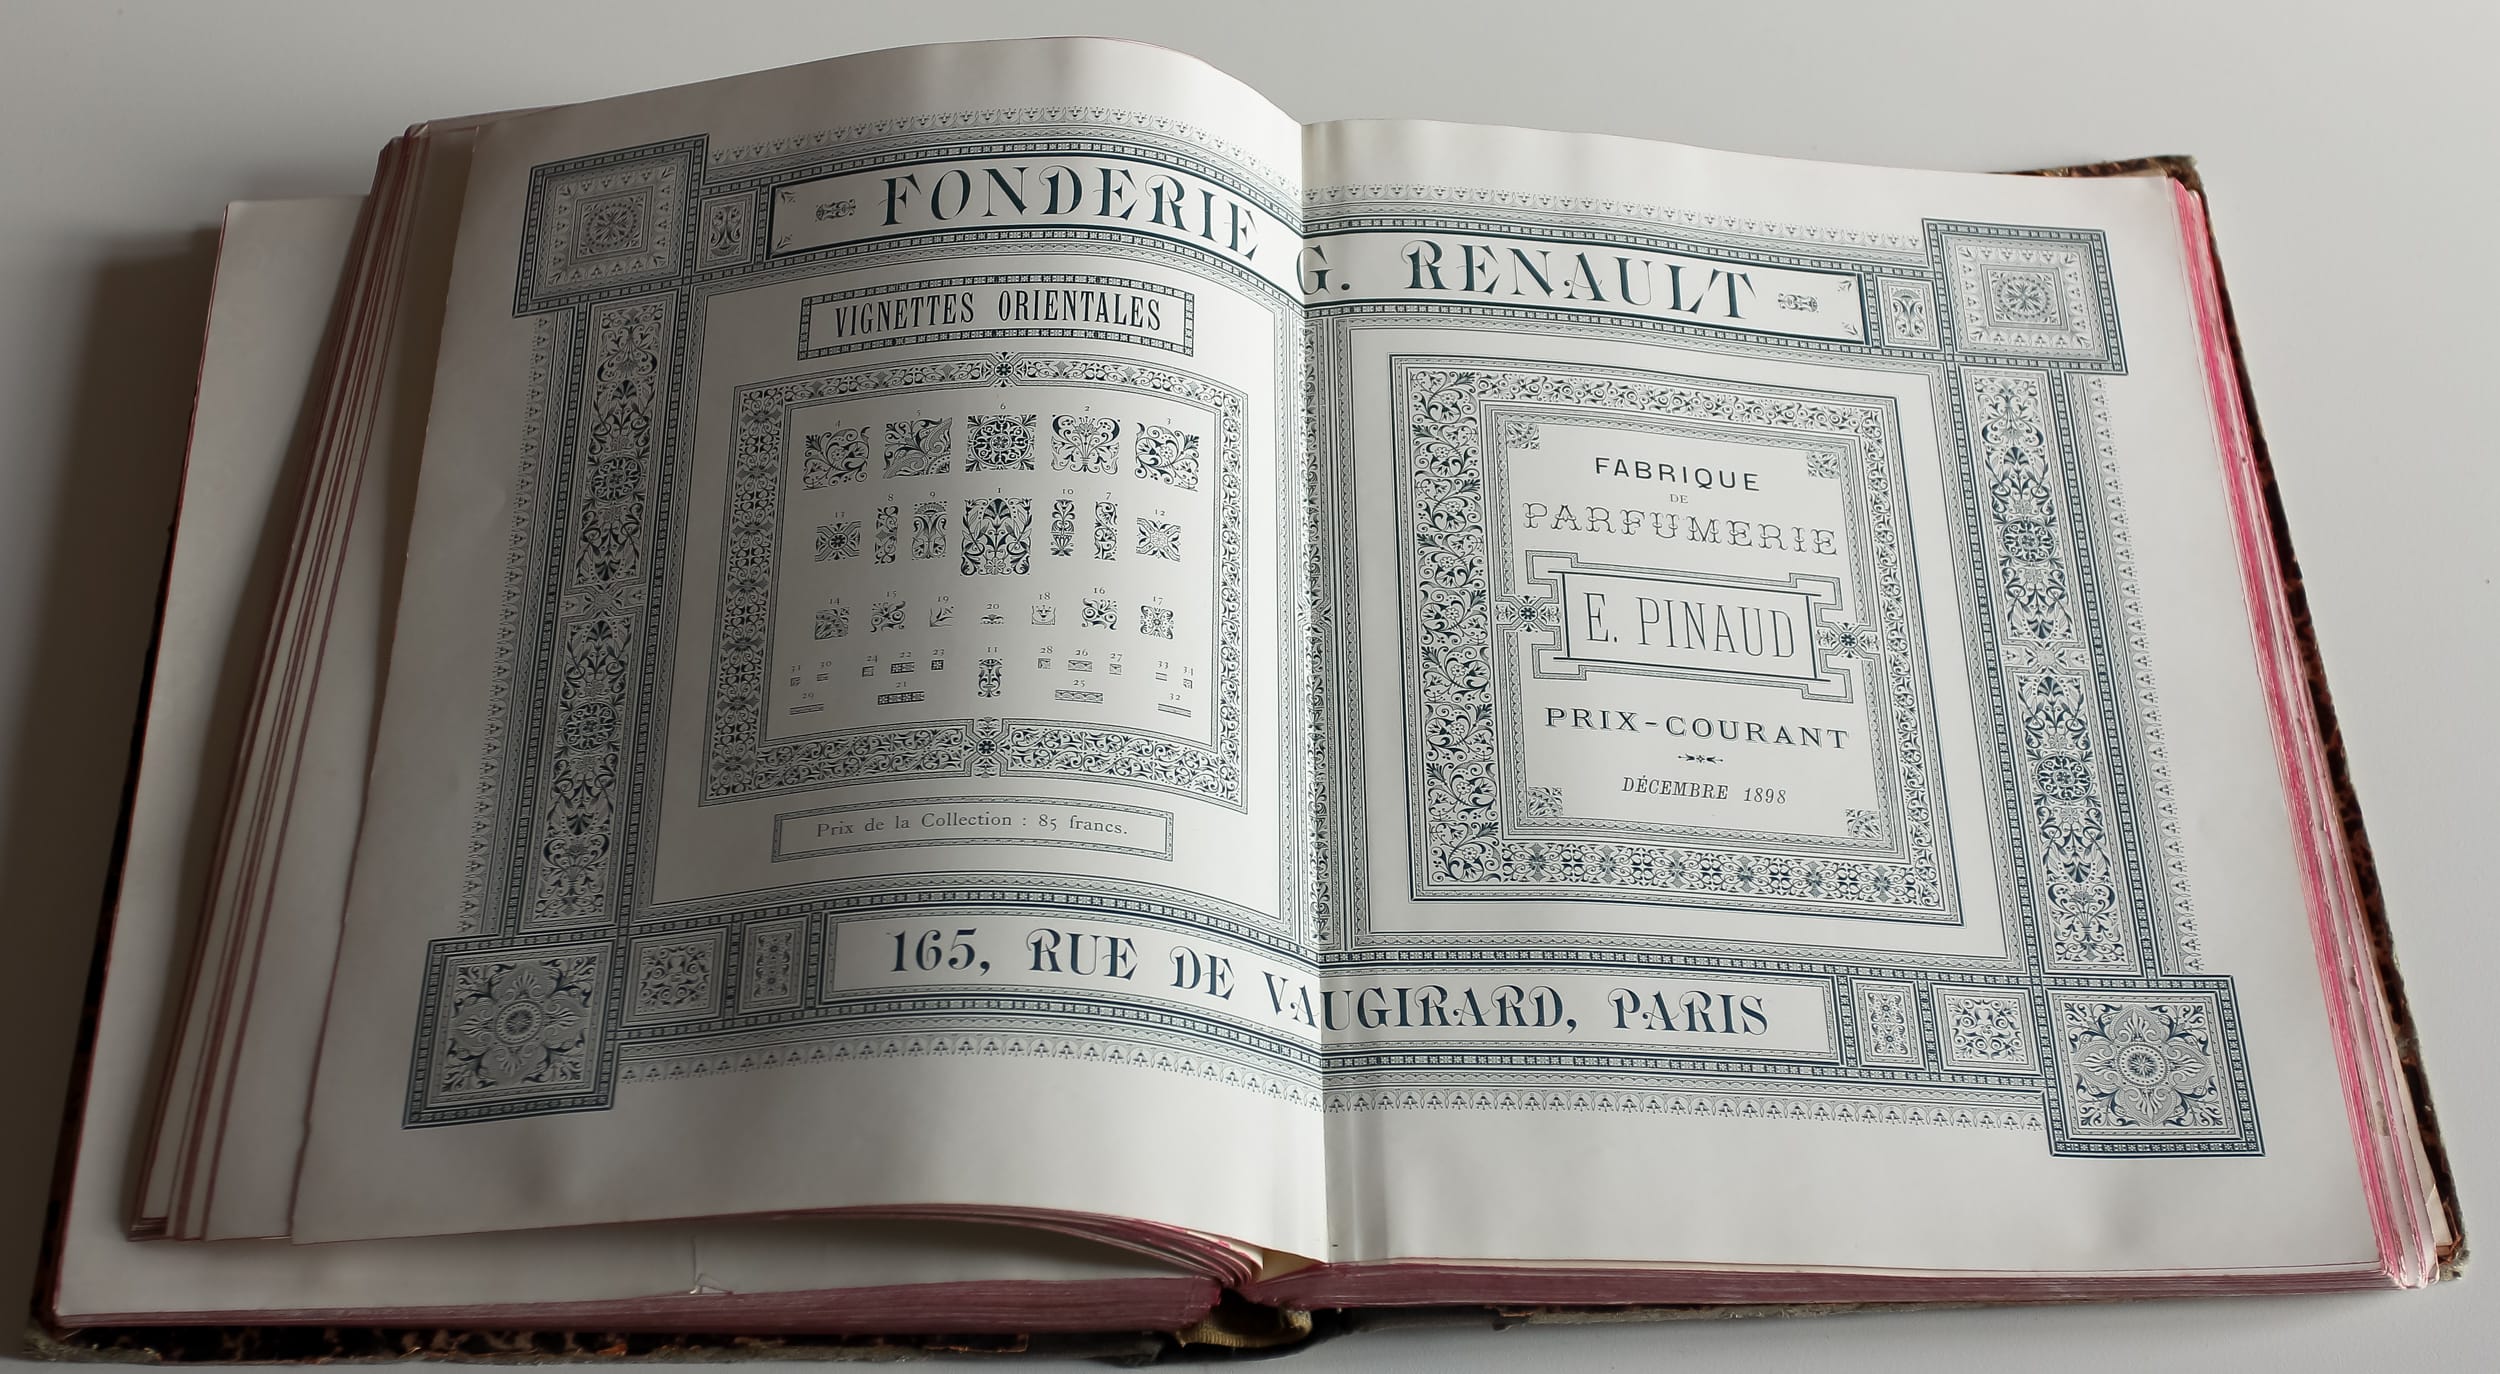 FONDERIE G. RENAULT
VIGNETTES ORIENTALES
4 5 6 2 3
13 8 9 1 10 7 12
14 15 19 20 18 16 17
31 30 24 22 23 11 28 26 27 33 34
29 21 25 32
Prix de la Collection : 85 francs.
FABRIQUE
DE
PARFUMERIE
E. PINAUD
PRIX-COURANT
DÉCEMBRE 1898
165, RUE DE VAUGIRARD, PARIS